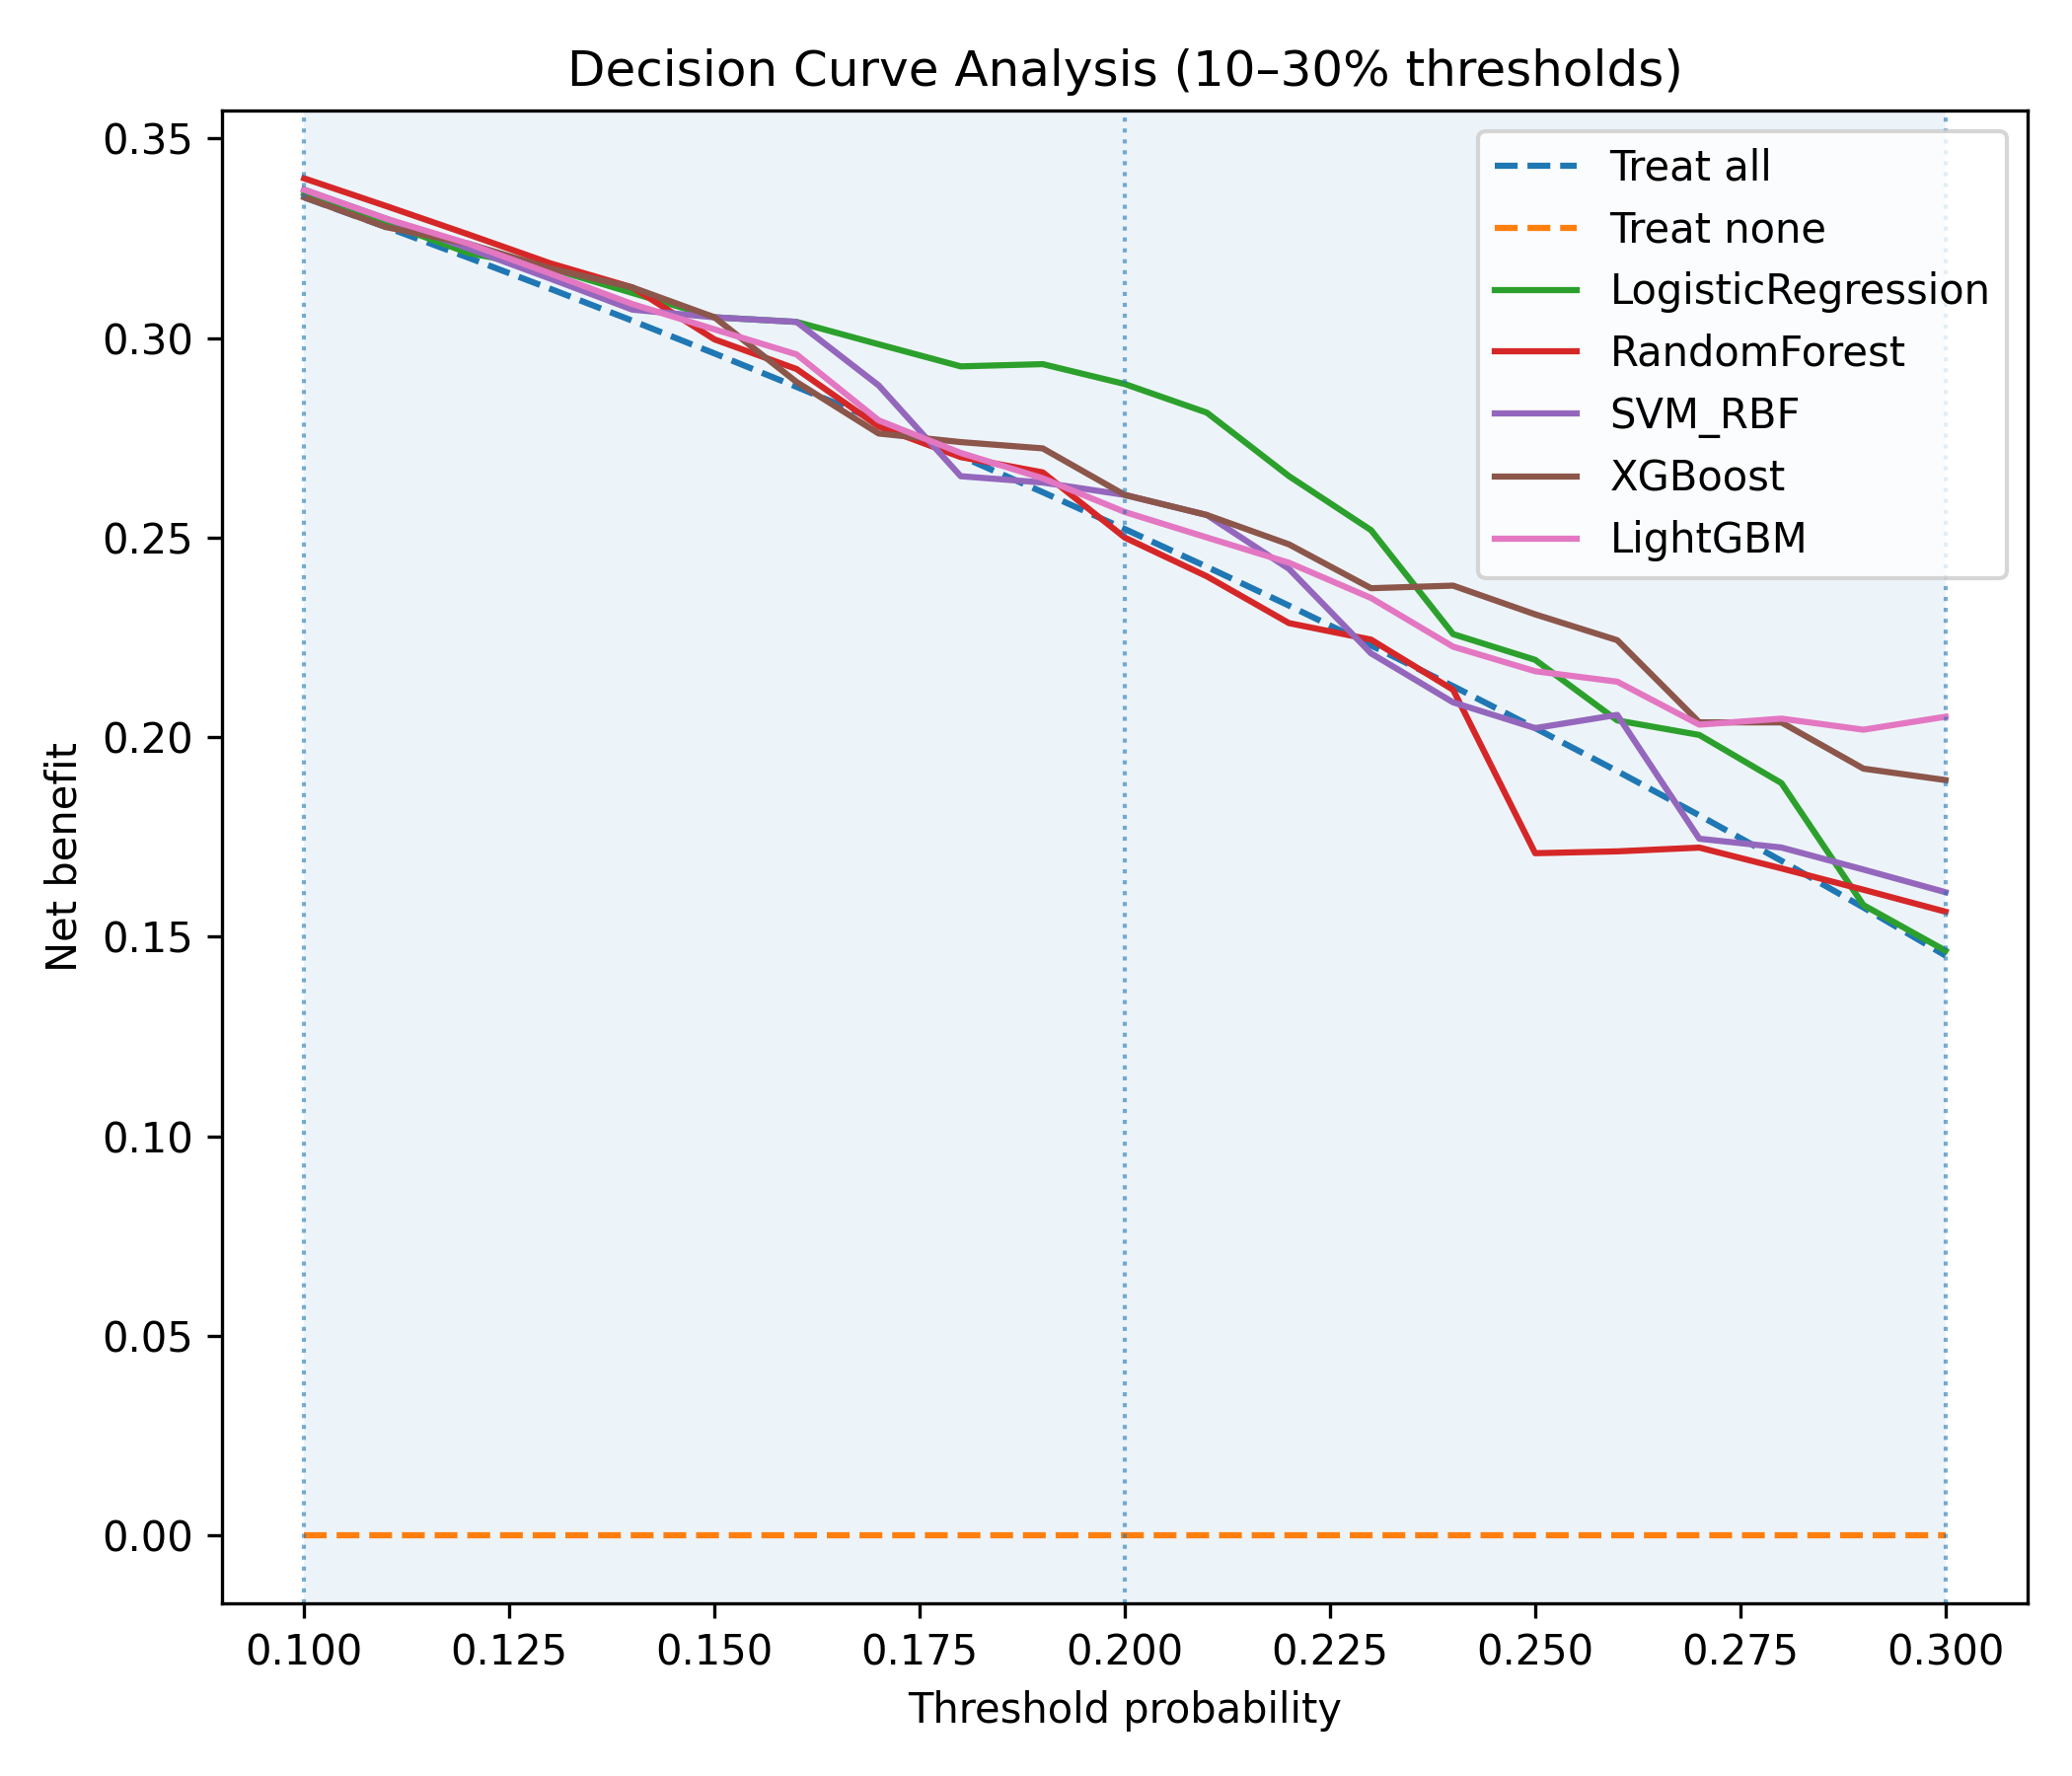 Decision Curve Analysis (10–30% thresholds)
0.35
0.30
0.25
0.20
0.15
0.10
0.05
0.00
Net benefit
Treat all
Treat none
LogisticRegression
RandomForest
SVM_RBF
XGBoost
LightGBM
0.100 0.125 0.150 0.175 0.200 0.225 0.250 0.275 0.300
Threshold probability